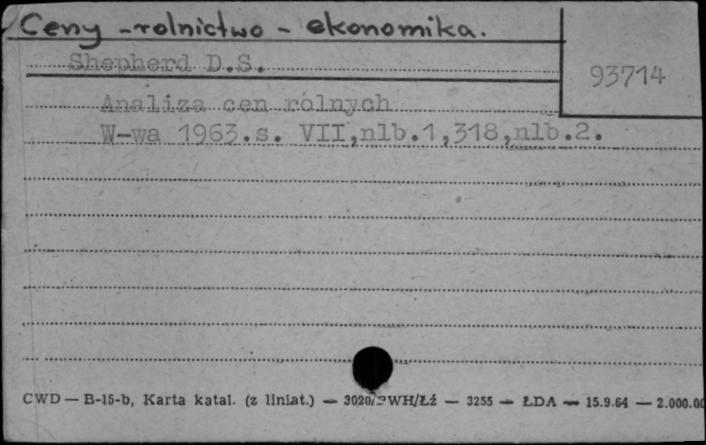 Ceny - rolnictwo - ekonomika.
Shepherd D.S.
93714
Analiza cen rolnych
W-wa 1963.s. VII,nlb.1,318,nlb.2.
CWD — B-15-b, Karta katal. (z liniat.) — 3020/PWH/Łź — 3255 — ŁDA — 15.9.64 — 2.000.00